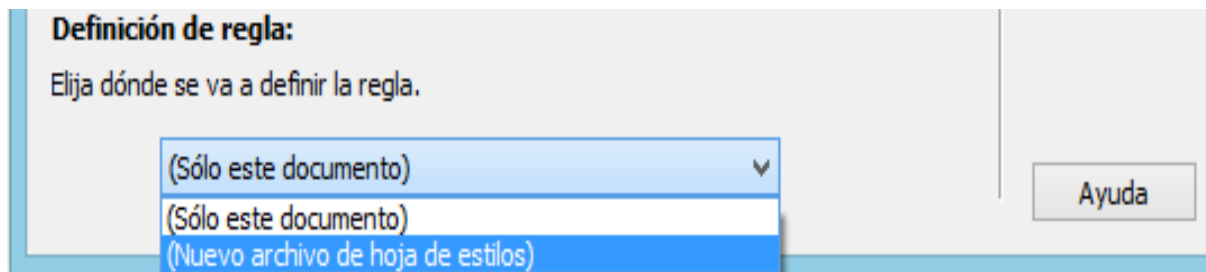 Definición de regla:
Elija dónde se va a definir la regla.
(Sólo este documento)
Ayuda
(Sólo este documento)
(Nuevo archivo de hoja de estilos)